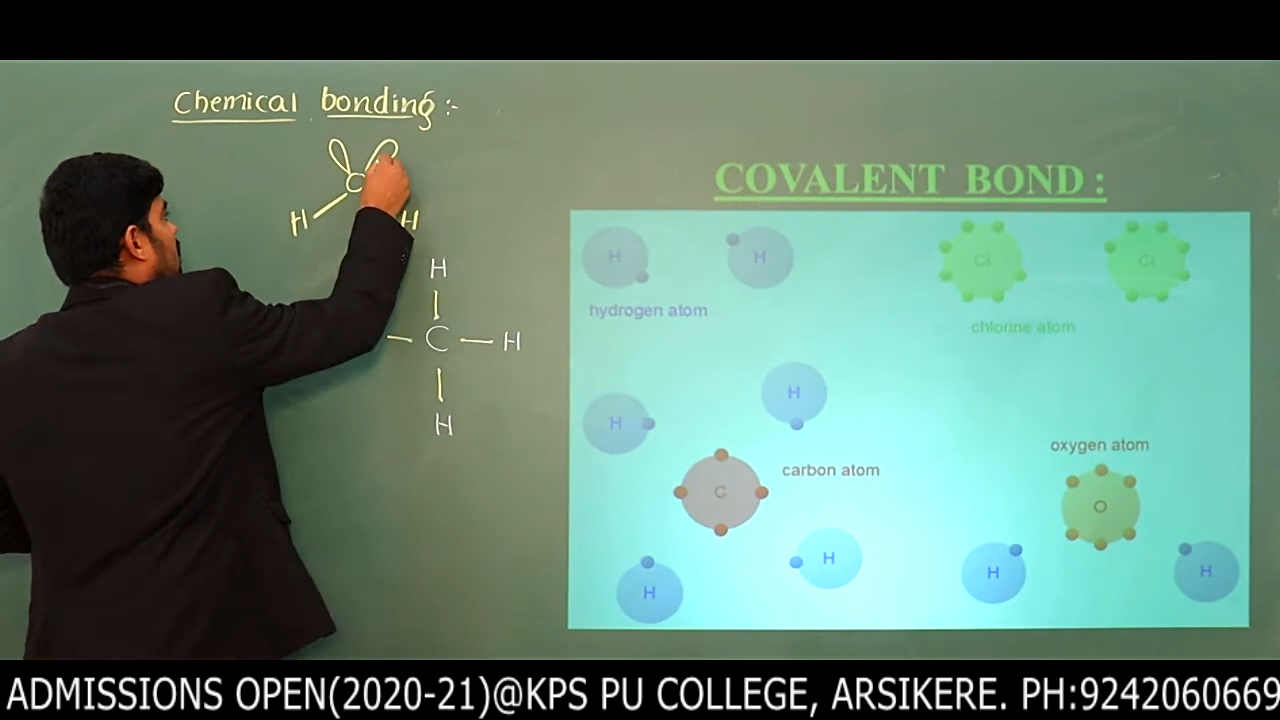 Chemical bonding :-
O
H H
H
— C — H
H
COVALENT BOND :
H H Cl Cl
hydrogen atom
chlorine atom
H H
oxygen atom
carbon atom
C O
H H H H
ADMISSIONS OPEN(2020-21)@KPS PU COLLEGE, ARSIKERE. PH:9242060669